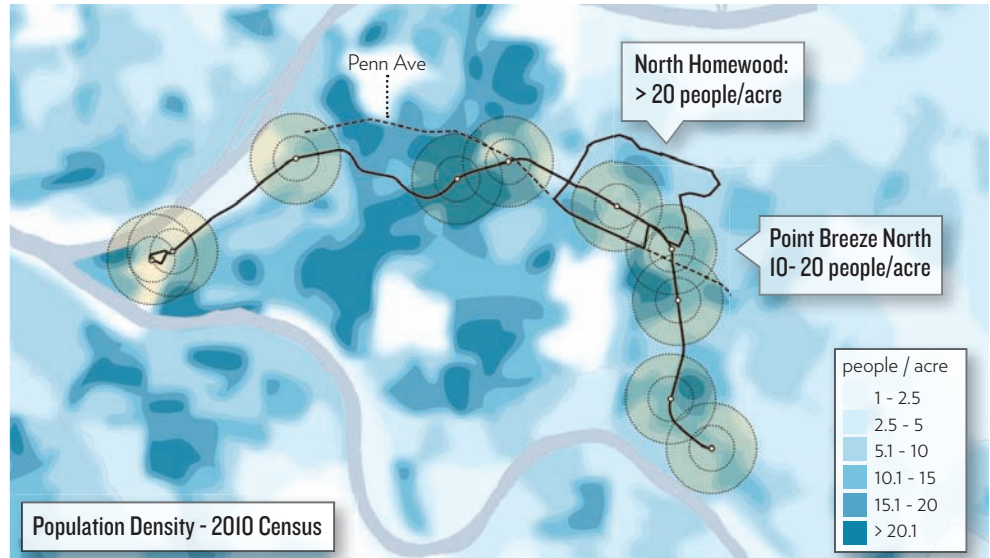 Penn Ave
North Homewood:
> 20 people/acre
Point Breeze North
10- 20 people/acre
people / acre
1 - 2.5
2.5 - 5
5.1 - 10
10.1 - 15
15.1 - 20
> 20.1
Population Density - 2010 Census